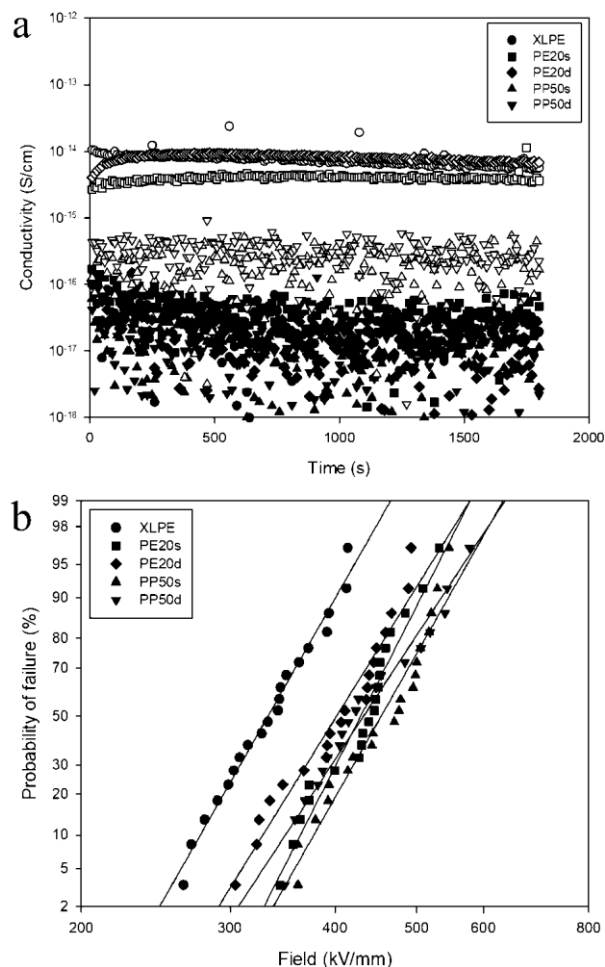 a
10⁻¹²
10⁻¹³
10⁻¹⁴
10⁻¹⁵
10⁻¹⁶
10⁻¹⁷
10⁻¹⁸
Conductivity (S/cm)
XLPE
PE20s
PE20d
PP50s
PP50d
0 500 1000 1500 2000
Time (s)
b
99
98
95
90
80
70
50
30
20
10
5
2
Probability of failure (%)
XLPE
PE20s
PE20d
PP50s
PP50d
200 300 400 500 600 800
Field (kV/mm)